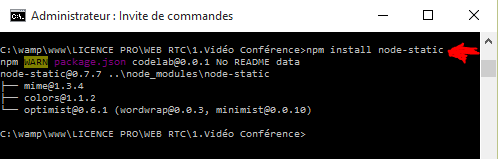 Administrateur : Invite de commandes
C:\wamp\www\LICENCE PRO\WEB RTC\1.Vidéo Conférence>npm install node-static
npm WARN package.json codelab@0.0.1 No README data
node-static@0.7.7 ..\node_modules\node-static
├── mime@1.3.4
├── colors@1.1.2
└── optimist@0.6.1 (wordwrap@0.0.3, minimist@0.0.10)
C:\wamp\www\LICENCE PRO\WEB RTC\1.Vidéo Conférence>